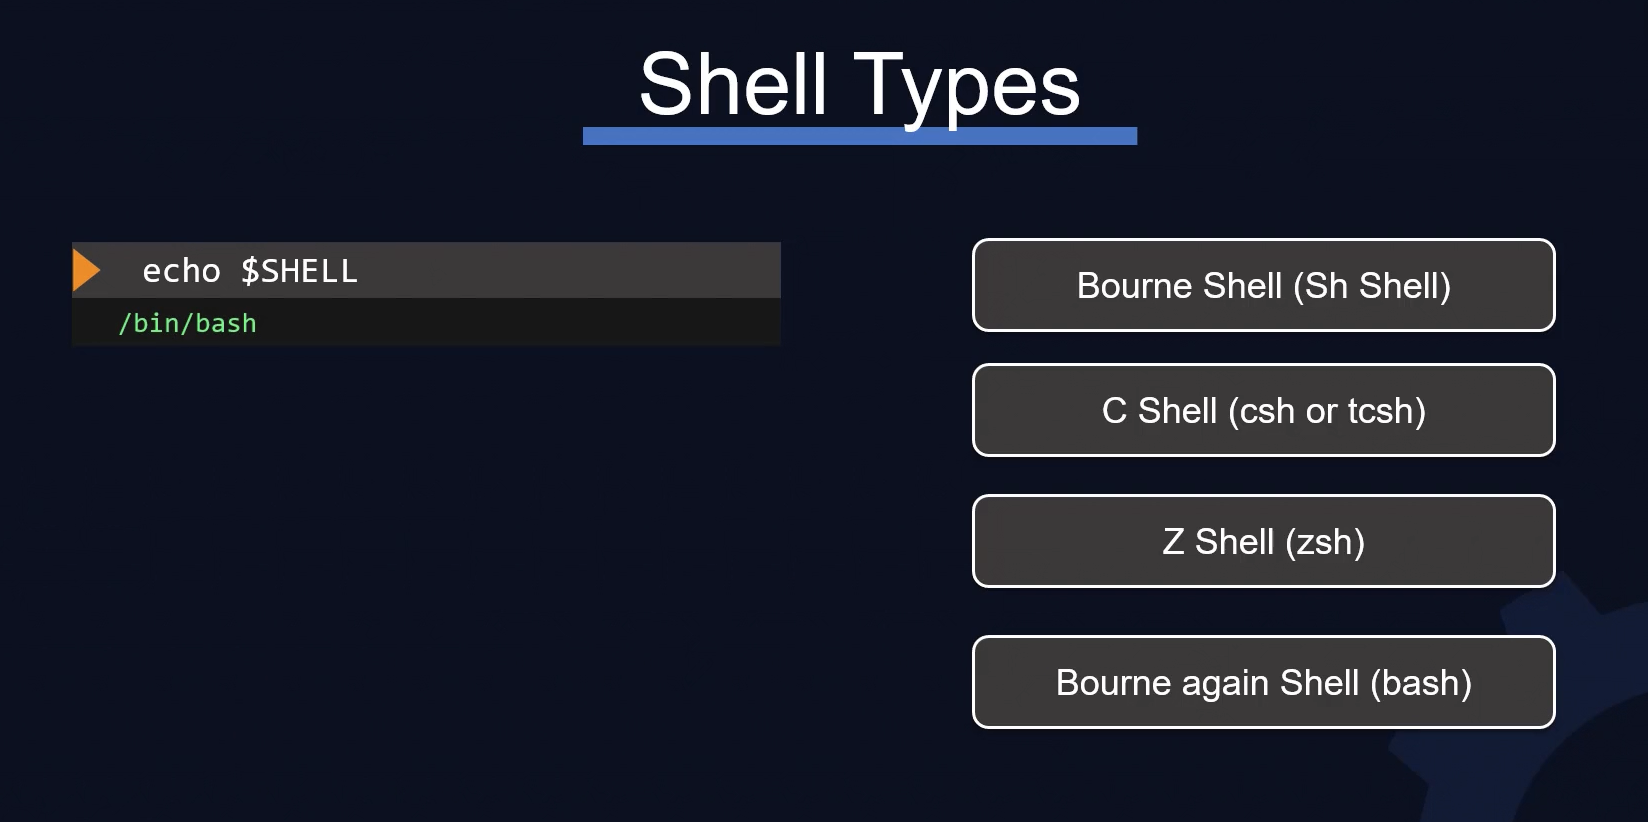 Shell Types
echo $SHELL
/bin/bash
Bourne Shell (Sh Shell)
C Shell (csh or tcsh)
Z Shell (zsh)
Bourne again Shell (bash)